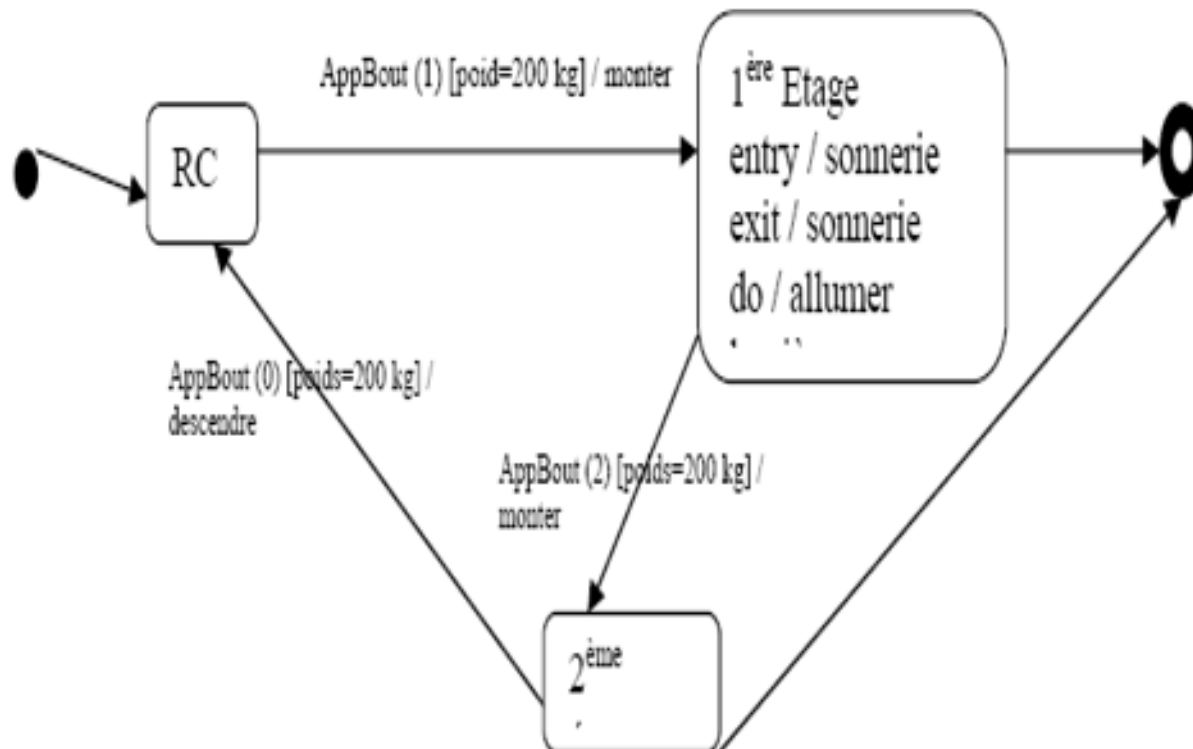 AppBout (1) [poid=200 kg] / monter
RC
1ère Etage
entry / sonnerie
exit / sonnerie
do / allumer
AppBout (0) [poids=200 kg] /
descendre
AppBout (2) [poids=200 kg] /
monter
2ème